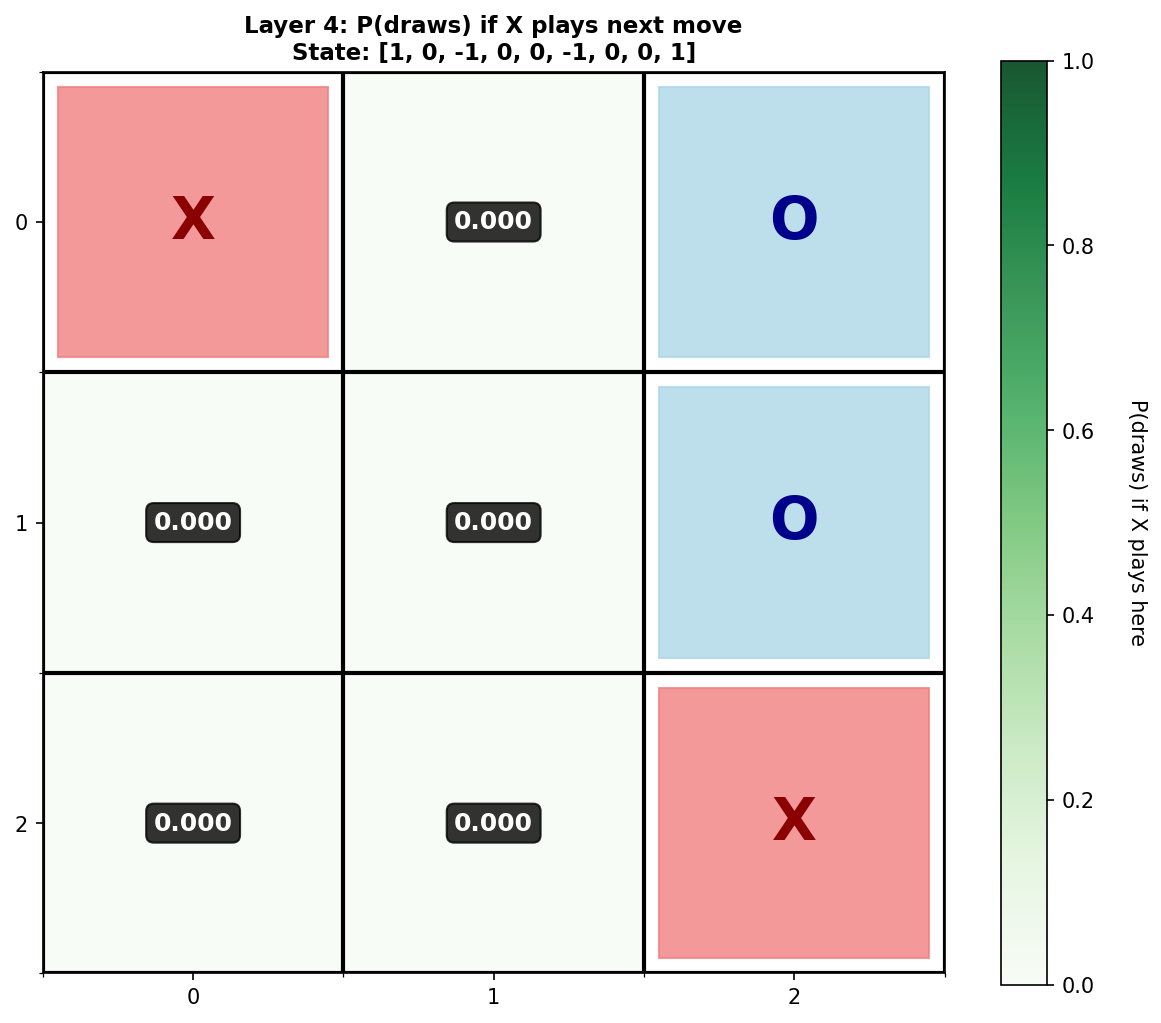 Layer 4: P(draws) if X plays next move
State: [1, 0, -1, 0, 0, -1, 0, 0, 1]
0
X
0.000
O
1
0.000
0.000
O
2
0.000
0.000
X
0
1
2
1.0
0.8
0.6
0.4
0.2
0.0
P(draws) if X plays here